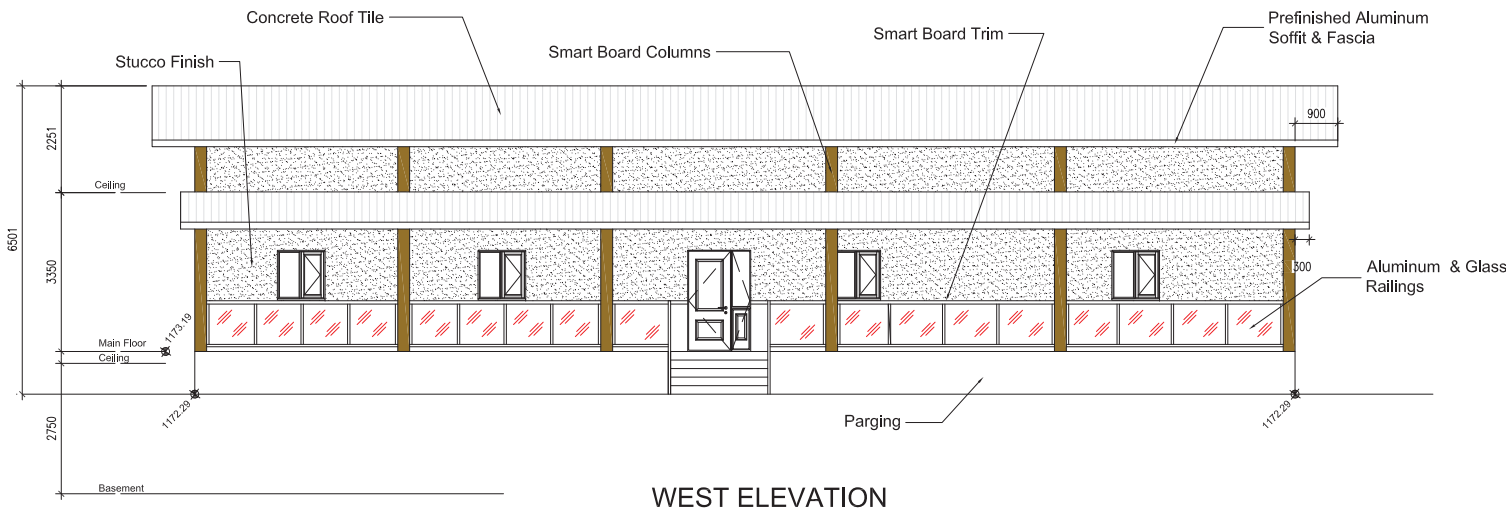 Concrete Roof Tile
Smart Board Columns
Smart Board Trim
Prefinished Aluminum
Soffit & Fascia
Stucco Finish
900
2251
Ceiling
6501
3350
300
Aluminum & Glass
Railings
1173.19
Main Floor
Ceiling
1172.29
2750
Parging
1172.29
Basement
WEST ELEVATION